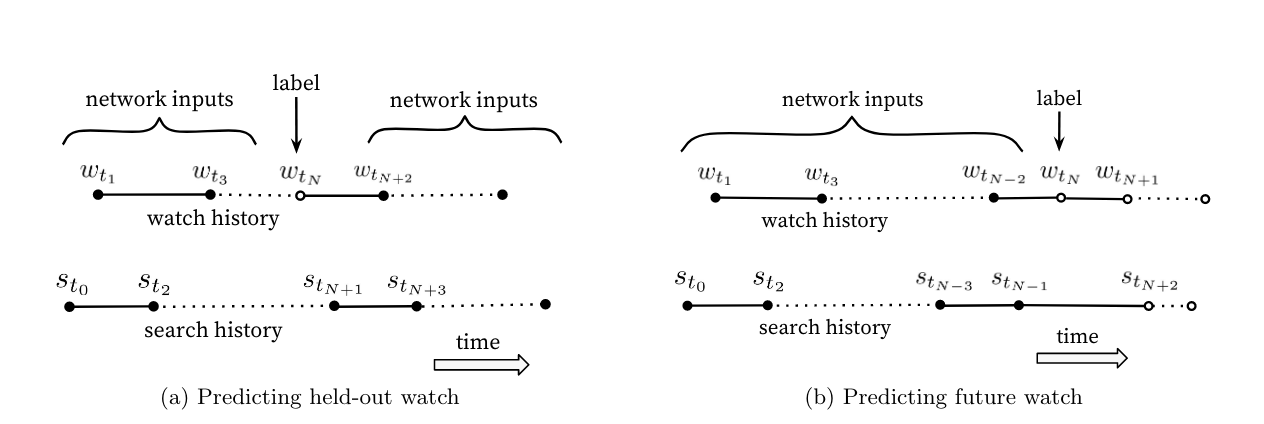 label
network inputs
network inputs
w_{t_1} w_{t_3} w_{t_N} w_{t_{N+2}}
watch history
s_{t_0} s_{t_2} s_{t_{N+1}} s_{t_{N+3}}
search history
time
(a) Predicting held-out watch
network inputs
label
w_{t_1} w_{t_3} w_{t_{N-2}} w_{t_N} w_{t_{N+1}}
watch history
s_{t_0} s_{t_2} s_{t_{N-3}} s_{t_{N-1}} s_{t_{N+2}}
search history
time
(b) Predicting future watch